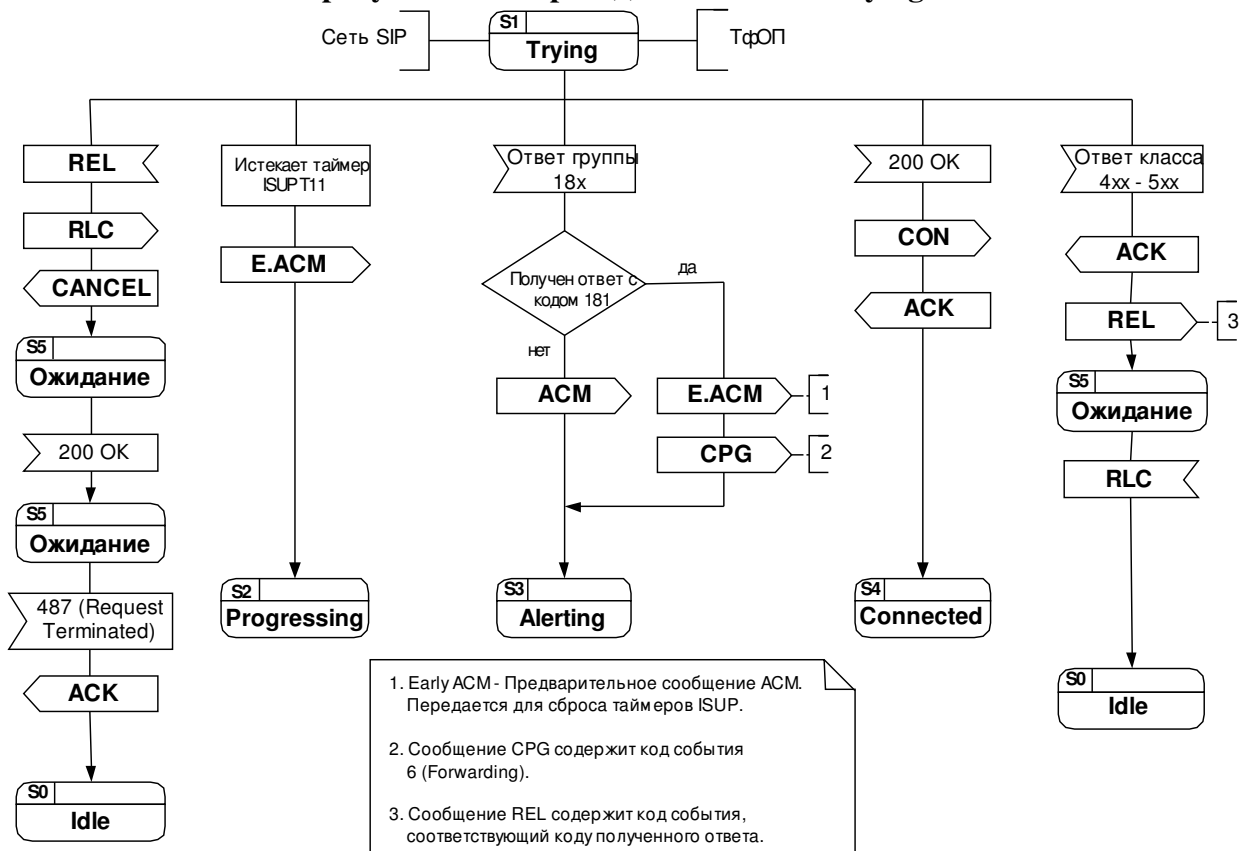 Сеть SIP
S1
Trying
ТфОП
REL
RLC
CANCEL
S5
Ожидание
200 OK
S5
Ожидание
487 (Request
Terminated)
ACK
S0
Idle
Истекает таймер
ISUP T11
E.ACM
S2
Progressing
Ответ группы
18x
Получен ответ с
кодом 181
да
нет
ACM
E.ACM
1
CPG
2
S3
Alerting
200 OK
CON
ACK
S4
Connected
Ответ класса
4xx - 5xx
ACK
REL
3
S5
Ожидание
RLC
S0
Idle
1. Early ACM - Предварительное сообщение ACM.
Передается для сброса таймеров ISUP.
2. Сообщение CPG содержит код события
6 (Forwarding).
3. Сообщение REL содержит код события,
соответствующий коду полученного ответа.